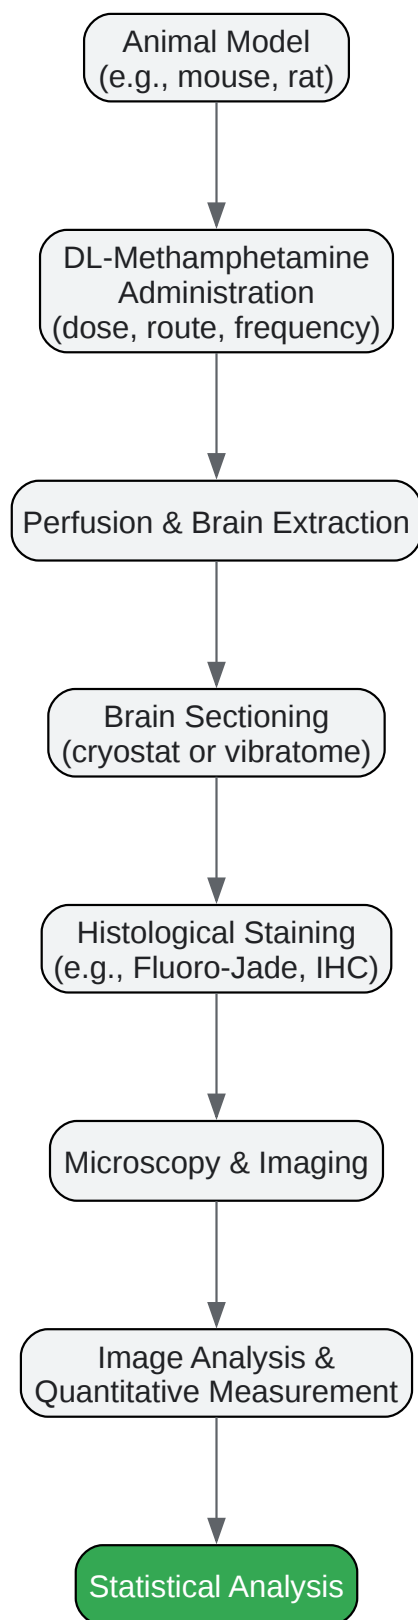 Animal Model
(e.g., mouse, rat)
DL-Methamphetamine
Administration
(dose, route, frequency)
Perfusion & Brain Extraction
Brain Sectioning
(cryostat or vibratome)
Histological Staining
(e.g., Fluoro-Jade, IHC)
Microscopy & Imaging
Image Analysis &
Quantitative Measurement
Statistical Analysis